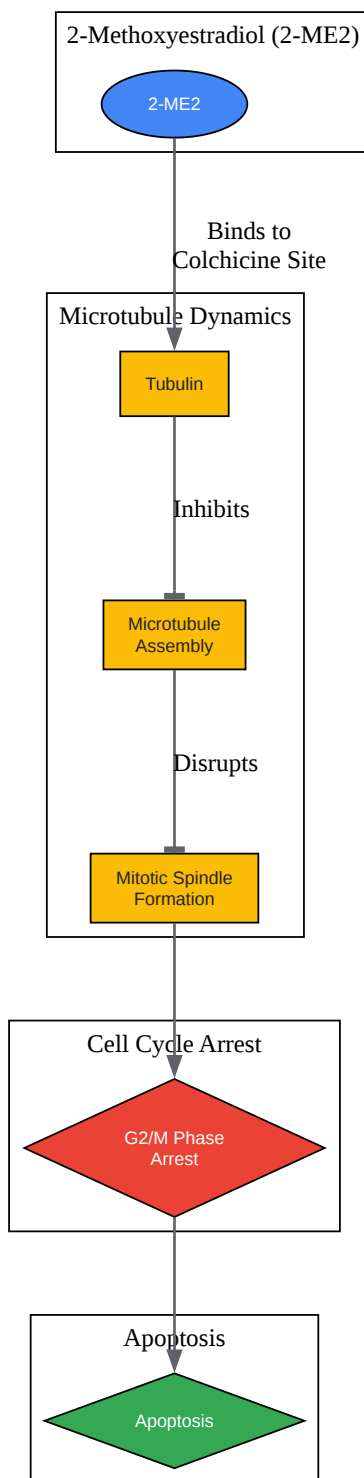 2-Methoxyestradiol (2-ME2)
2-ME2
Binds to
Colchicine Site
Microtubule Dynamics
Tubulin
Inhibits
Microtubule
Assembly
Disrupts
Mitotic Spindle
Formation
Cell Cycle Arrest
G2/M Phase
Arrest
Apoptosis
Apoptosis